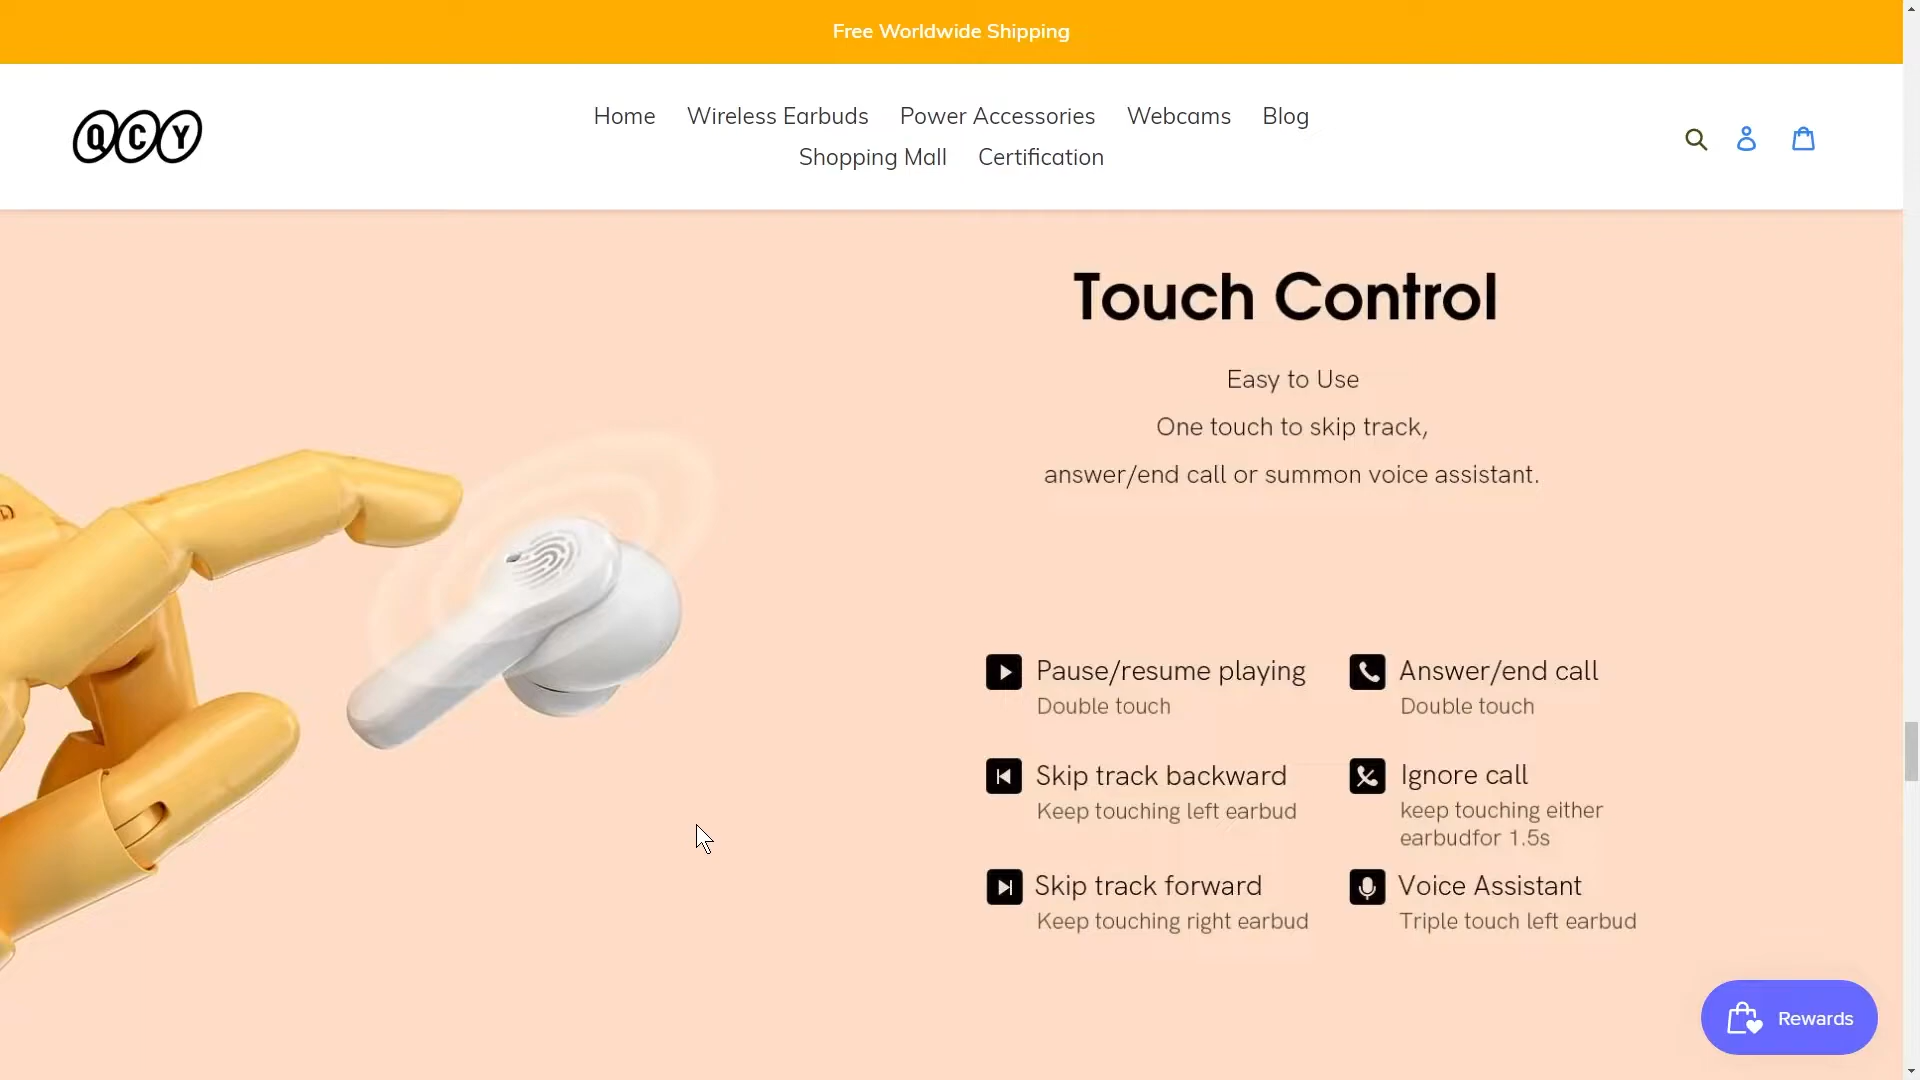 Free Worldwide Shipping
QCY
Home Wireless Earbuds Power Accessories Webcams Blog
Shopping Mall Certification
Touch Control
Easy to Use
One touch to skip track,
answer/end call or summon voice assistant.
Pause/resume playing
Double touch
Answer/end call
Double touch
Skip track backward
Keep touching left earbud
Ignore call
keep touching either
earbudfor 1.5s
Skip track forward
Keep touching right earbud
Voice Assistant
Triple touch left earbud
Rewards